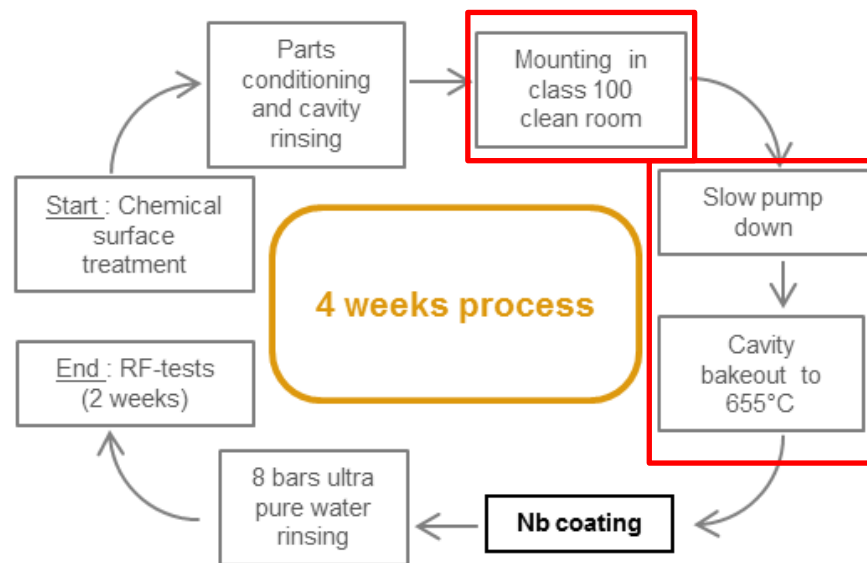 Parts
conditioning
and cavity
rinsing
Mounting in
class 100
clean room
Slow pump
down
Cavity
bakeout to
655°C
Nb coating
8 bars ultra
pure water
rinsing
End : RF-tests
(2 weeks)
Start : Chemical
surface
treatment
4 weeks process